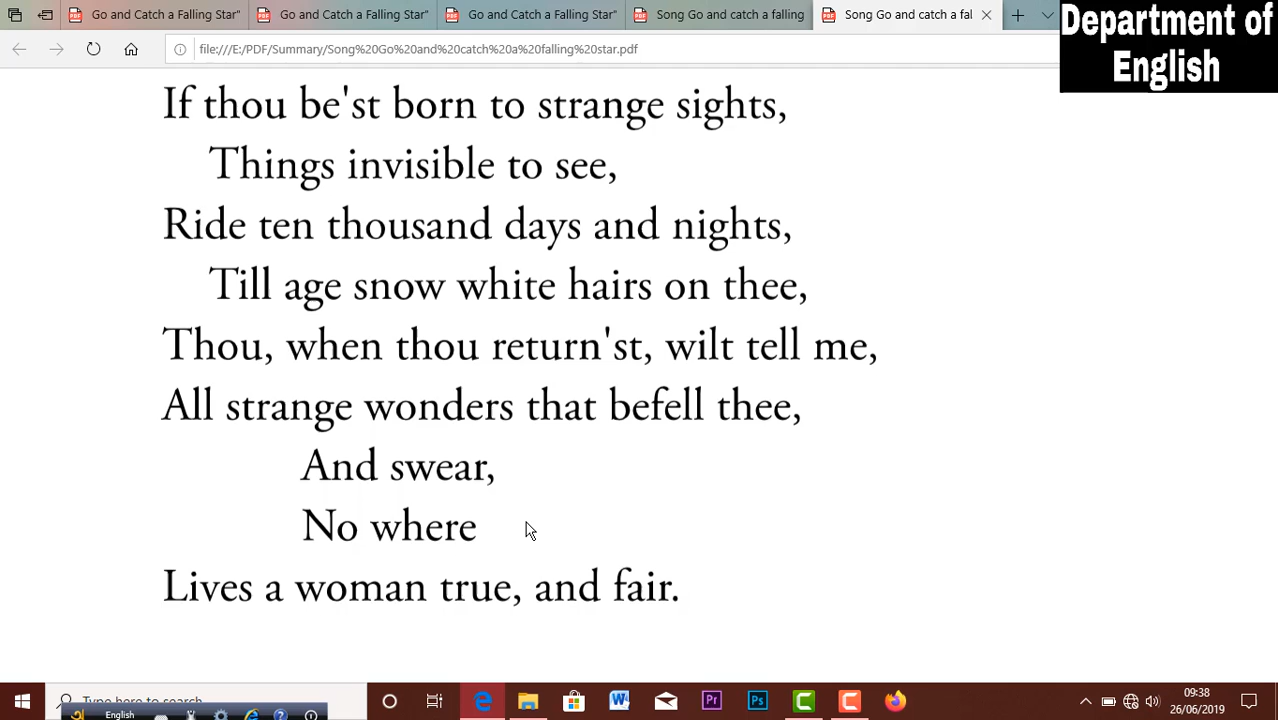 Go and Catch a Falling Star"
Go and Catch a Falling Star"
Go and Catch a Falling Star"
Song Go and catch a falling
Song Go and catch a fal
Department of
English
file:///E:/PDF/Summary/Song%20Go%20and%20catch%20a%20falling%20star.pdf
If thou be'st born to strange sights,
Things invisible to see,
Ride ten thousand days and nights,
Till age snow white hairs on thee,
Thou, when thou return'st, wilt tell me,
All strange wonders that befell thee,
And swear,
No where
Lives a woman true, and fair.
Type here to search
English
09:38
26/06/2019